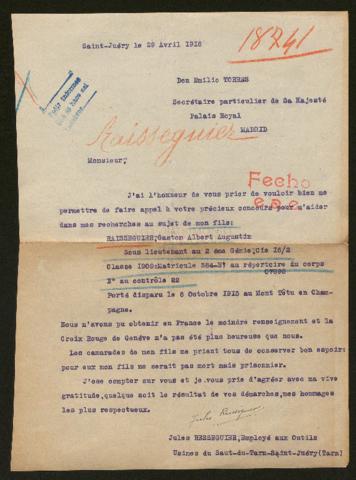 Saint-Juéry le 29 Avril 1916
18741
Don Emilio TORRES
Secrétaire particulier de Sa Majesté
Palais Royal
MADRID
Raisseguier
Monsieur,
Fecho
J'ai l'honneur de vous prier de vouloir bien me
permettre de faire appel à votre précieux concours pour m'aider
dans mes recherches au sujet de mon fils:
RAISSEGUIER, Gaston Albert Augustin
Sous lieutenant au 2 ème Génie, Cie 16/2
Classe 1909: Matricule 584-N° au répertoire du corps
07898
N° au contrôle 22
Porté disparu le 6 Octobre 1915 au Mont Têtu en Cham-
pagne.
Nous n'avons pu obtenir en France le moindre renseignement et la
Croix Rouge de Genève n'a pas été plus heureuse que nous.
Les camarades de mon fils me prient tous de conserver bon espoir:
pour eux mon fils ne serait pas mort mais prisonnier.
J'ose compter sur vous et je vous prie d'agréer avec ma vive
gratitude, quelque soit le résultat de vos démarches, mes hommages
les plus respectueux.
Jules Resseguier
Jules RESSEGUIER, Employé aux Outils
Usines du Saut-du-Tarn-Saint-Juéry (Tarn)